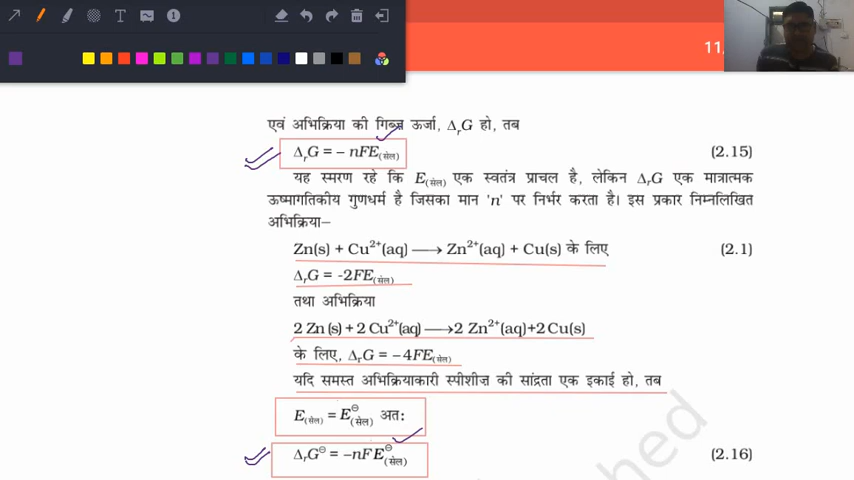 11
एवं अभिक्रिया की गिब्ज़ ऊर्जा, ΔᵣG हो, तब
ΔᵣG = – nFE(सेल) (2.15)
यह स्मरण रहे कि E(सेल) एक स्वतंत्र प्राचल है, लेकिन ΔᵣG एक मात्रात्मक
ऊष्मागतिकीय गुणधर्म है जिसका मान 'n' पर निर्भर करता है। इस प्रकार निम्नलिखित
अभिक्रिया–
Zn(s) + Cu²⁺(aq) ⟶ Zn²⁺(aq) + Cu(s) के लिए (2.1)
ΔᵣG = -2FE(सेल)
तथा अभिक्रिया
2 Zn (s) + 2 Cu²⁺(aq) ⟶ 2 Zn²⁺(aq)+2 Cu(s)
के लिए, ΔᵣG = – 4FE(सेल)
यदि समस्त अभिक्रियाकारी स्पीशीज़ की सांद्रता एक इकाई हो, तब
E(सेल) = E⊖(सेल) अत:
ΔᵣG⊖ = –nF E⊖(सेल) (2.16)
shed